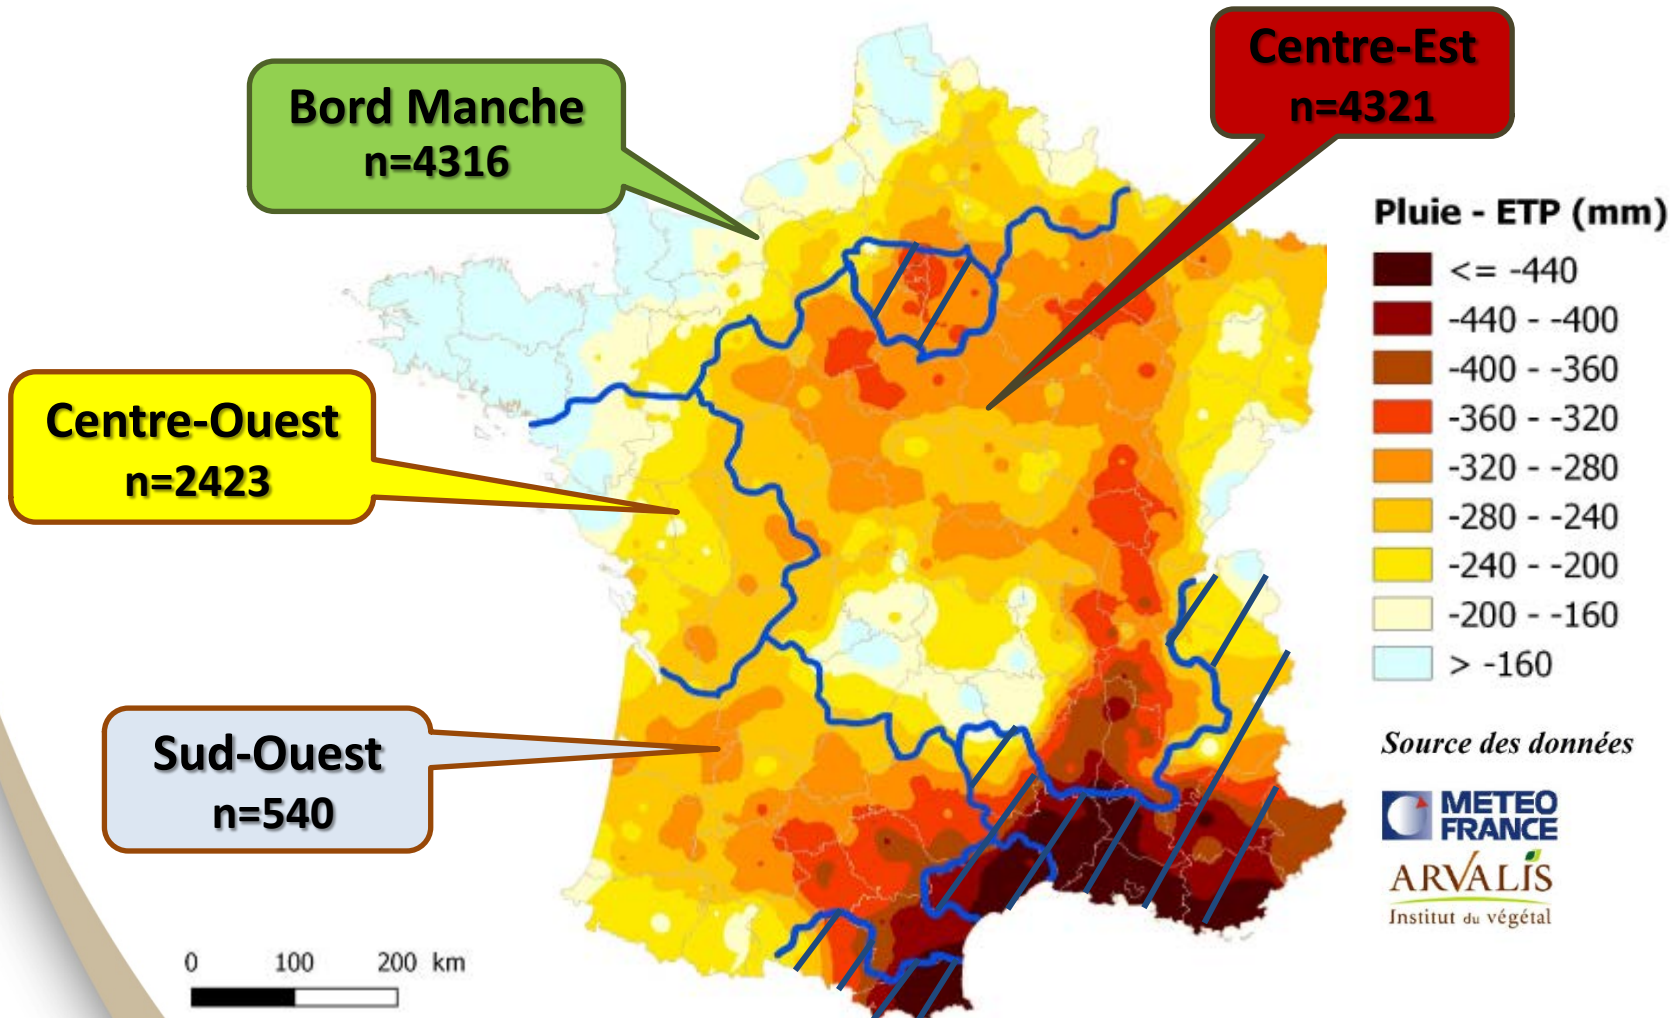 Centre-Est
n=4321
Bord Manche
n=4316
Pluie - ETP (mm)
<= -440
-440 - -400
-400 - -360
-360 - -320
-320 - -280
-280 - -240
-240 - -200
-200 - -160
> -160
Centre-Ouest
n=2423
Sud-Ouest
n=540
Source des données
METEO
FRANCE
ARVALIS
Institut du végétal
0 100 200 km